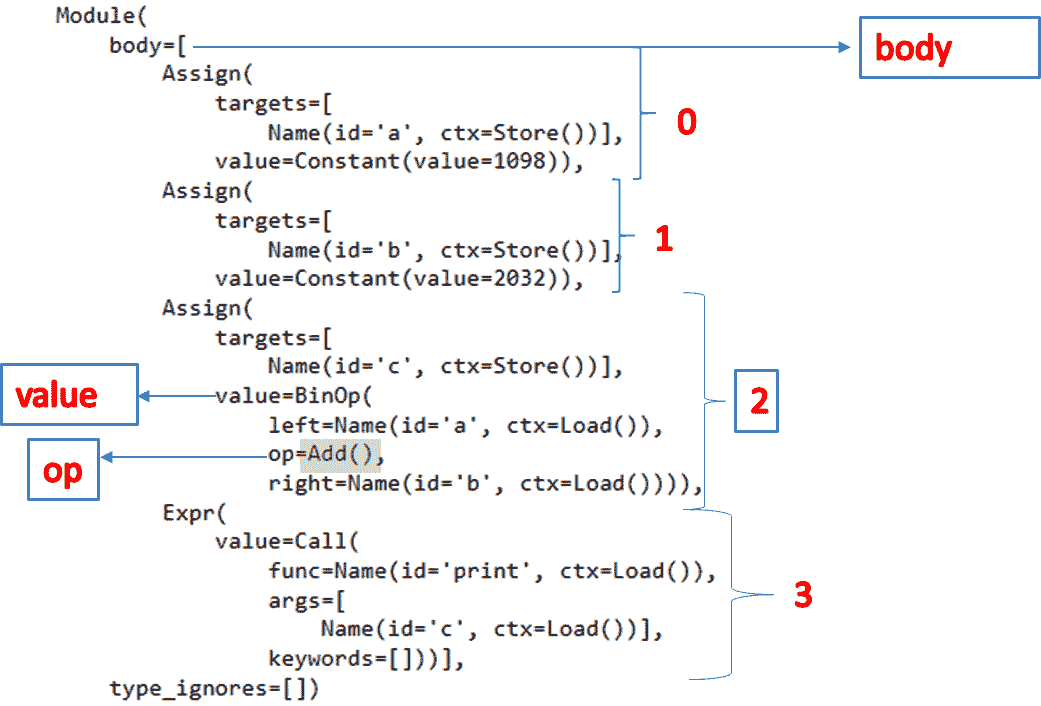 Module(
body=[
body
Assign(
targets=[
0
Name(id='a', ctx=Store())],
value=Constant(value=1098)),
Assign(
targets=[
1
Name(id='b', ctx=Store())],
value=Constant(value=2032)),
Assign(
targets=[
Name(id='c', ctx=Store())],
value
value=BinOp(
2
left=Name(id='a', ctx=Load()),
op
op=Add(),
right=Name(id='b', ctx=Load()))),
Expr(
value=Call(
func=Name(id='print', ctx=Load()),
3
args=[
Name(id='c', ctx=Load())],
keywords=[]))],
type_ignores=[])